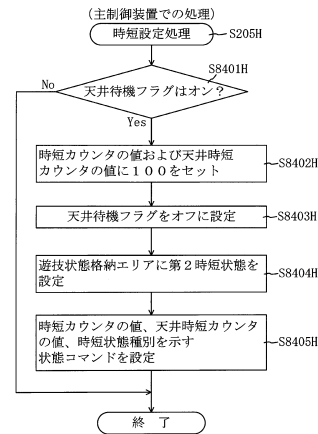 （主制御装置での処理）
時短設定処理
S205H
S8401H
天井待機フラグはオン？
No
Yes
時短カウンタの値および天井時短
カウンタの値に１００をセット
S8402H
天井待機フラグをオフに設定
S8403H
遊技状態格納エリアに第２時短状態を
設定
S8404H
時短カウンタの値、天井時短カウンタ
の値、時短状態種別を示す
状態コマンドを設定
S8405H
終　了